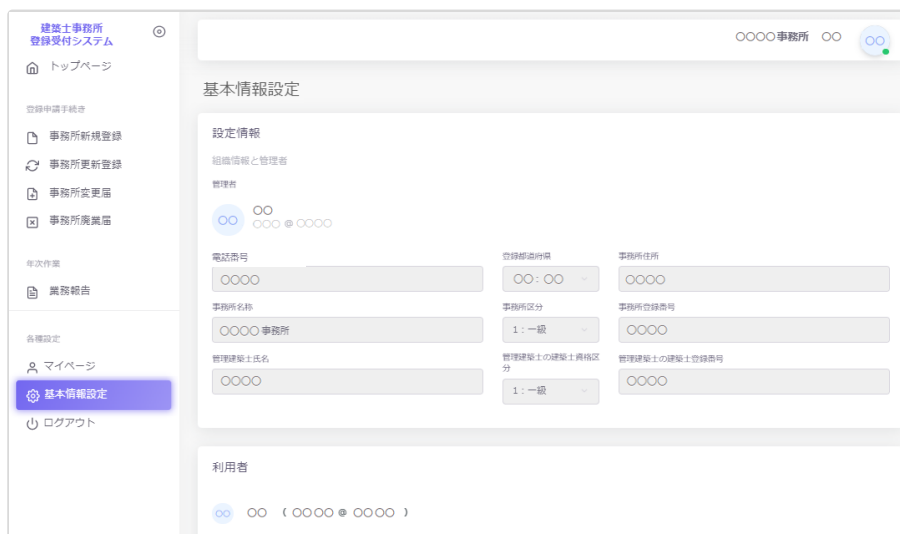 建築士事務所
登録受付システム
トップページ
登録申請手続き
事務所新規登録
事務所更新登録
事務所変更届
事務所廃業届
年次作業
業務報告
各種設定
マイページ
基本情報設定
ログアウト
〇〇〇〇事務所 〇〇
〇〇
基本情報設定
設定情報
組織情報と管理者
管理者
〇〇
〇〇
〇〇〇@〇〇〇〇
電話番号
〇〇〇〇
登録都道府県
〇〇:〇〇
事務所住所
〇〇〇〇
事務所名称
〇〇〇〇事務所
事務所区分
1:一級
事務所登録番号
〇〇〇〇
管理建築士氏名
〇〇〇〇
管理建築士の建築士資格区
分
1:一級
管理建築士の建築士登録番号
〇〇〇〇
利用者
〇〇
〇〇 (〇〇〇〇@〇〇〇〇)